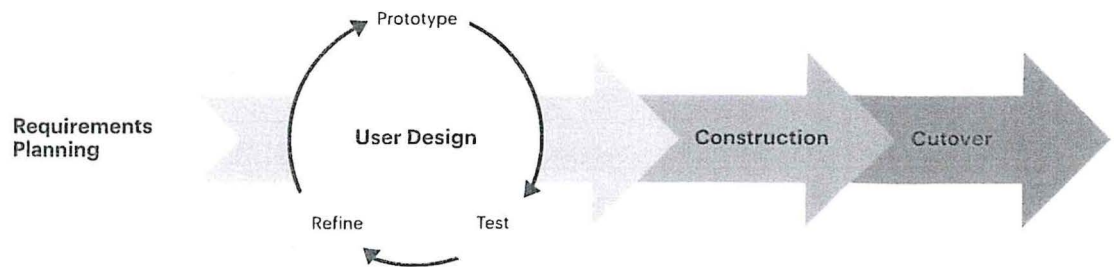 Prototype
Requirements
Planning
User Design
Construction
Cutover
Refine
Test